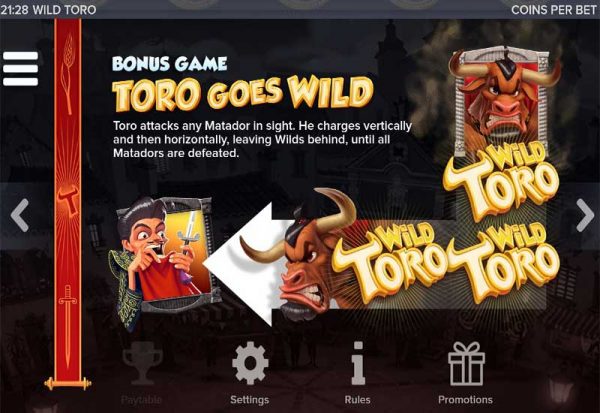 21:28 WILD TORO
COINS PER BET
BONUS GAME
TORO GOES WILD
Toro attacks any Matador in sight. He charges vertically
and then horizontally, leaving Wilds behind, until all
Matadors are defeated.
WILD
TORO
WILD
TORO
WILD
TORO
Paytable
Settings
Rules
Promotions